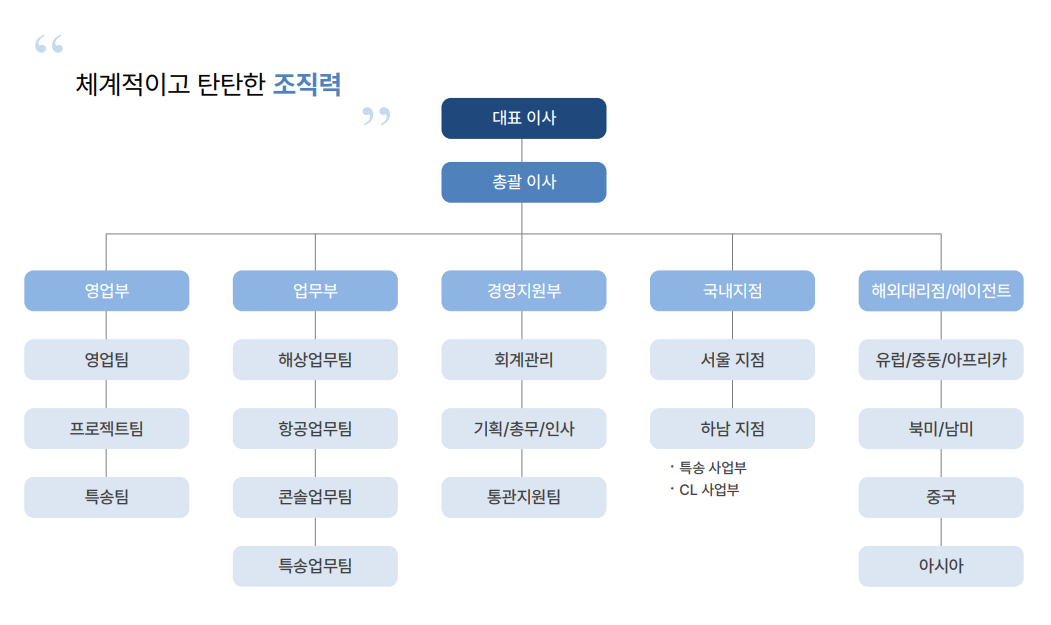 “
체계적이고 탄탄한 조직력
”
대표 이사
총괄 이사
영업부
영업팀
프로젝트팀
특송팀
업무부
해상업무팀
항공업무팀
콘솔업무팀
특송업무팀
경영지원부
회계관리
기획/총무/인사
통관지원팀
국내지점
서울 지점
하남 지점
· 특송 사업부
· CL 사업부
해외대리점/에이전트
유럽/중동/아프리카
북미/남미
중국
아시아